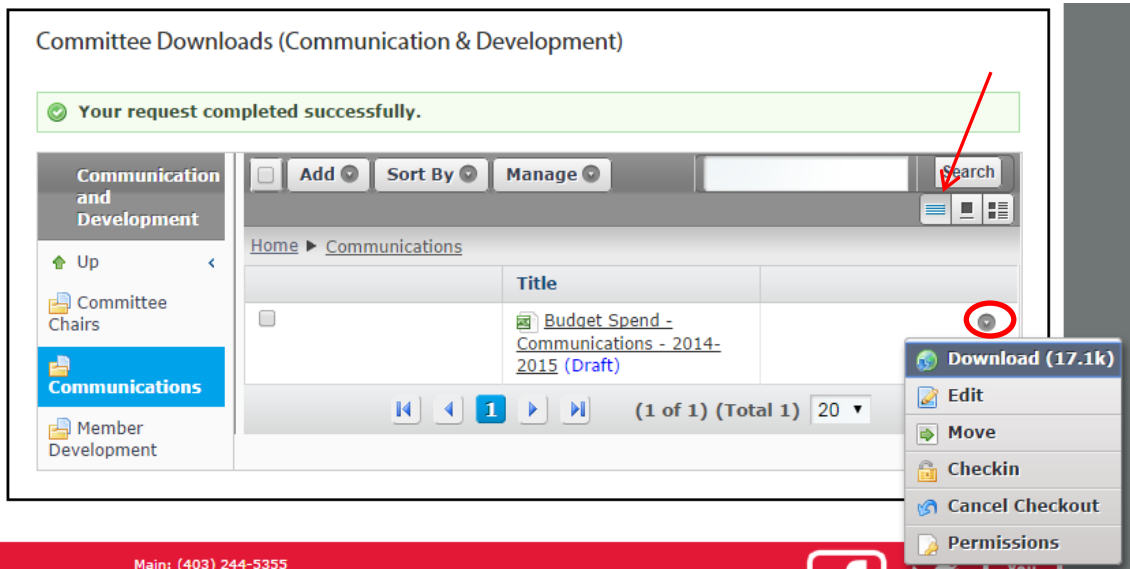 Committee Downloads (Communication & Development)
Your request completed successfully.
Communication
and
Development
Add
Sort By
Manage
Search
Home ▶ Communications
Up
Committee
Chairs
Communications
Member
Development
Title
Budget Spend -
Communications - 2014-
2015 (Draft)
1 (1 of 1) (Total 1) 20
Download (17.1k)
Edit
Move
Checkin
Cancel Checkout
Permissions
Main: (403) 244-5355
You